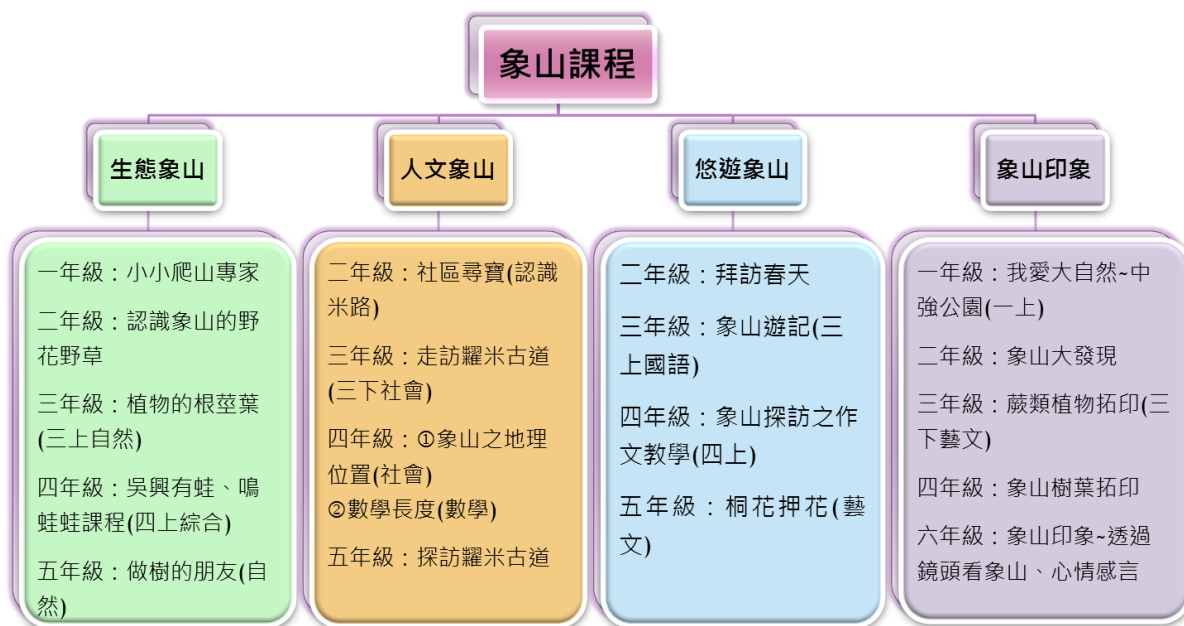 象山課程
生態象山
一年級：小小爬山專家
二年級：認識象山的野
花野草
三年級：植物的根莖葉
(三上自然)
四年級：吳興有蛙、鳴
蛙蛙課程(四上綜合)
五年級：做樹的朋友(自
然)
人文象山
二年級：社區尋寶(認識
米路)
三年級：走訪糶米古道
(三下社會)
四年級：①象山之地理
位置(社會)
②數學長度(數學)
五年級：探訪糶米古道
悠遊象山
二年級：拜訪春天
三年級：象山遊記(三
上國語)
四年級：象山探訪之作
文教學(四上)
五年級：桐花押花(藝
文)
象山印象
一年級：我愛大自然~中
強公園(一上)
二年級：象山大發現
三年級：蕨類植物拓印(三
下藝文)
四年級：象山樹葉拓印
六年級：象山印象~透過
鏡頭看象山、心情感言